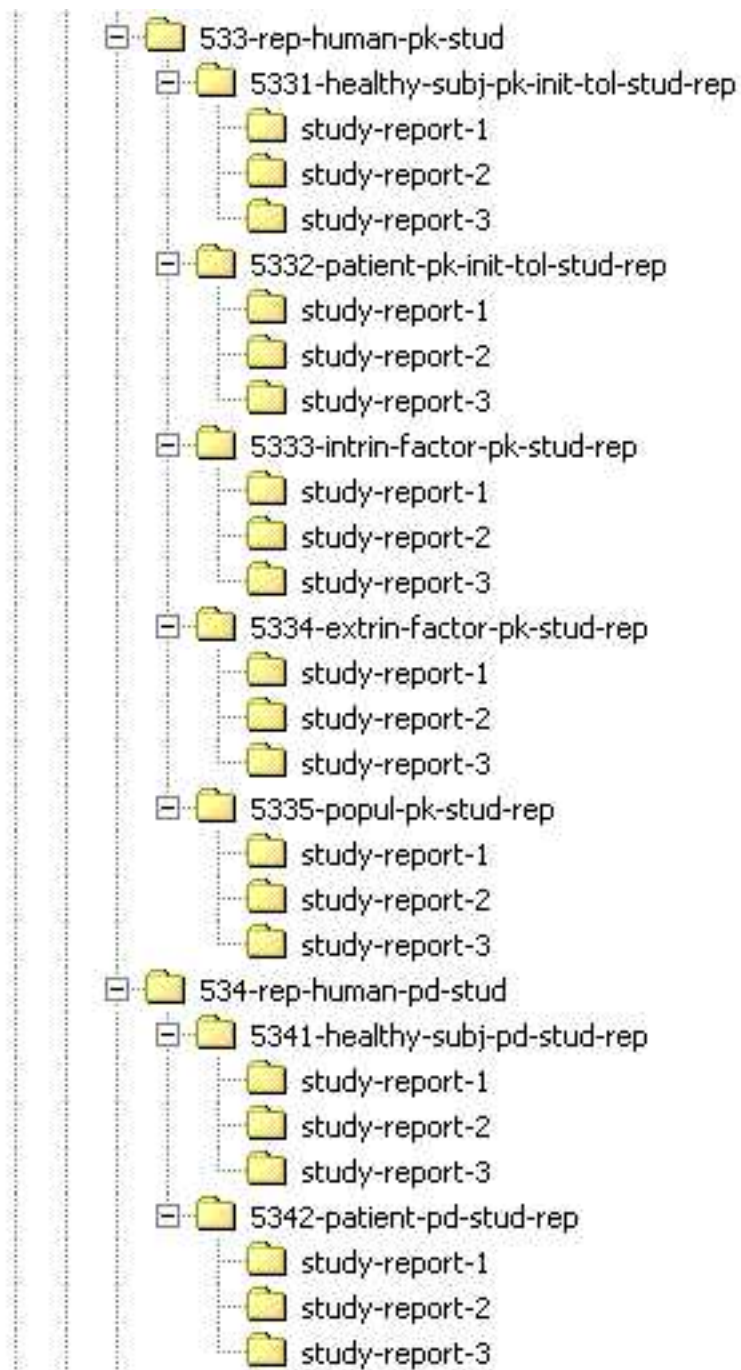 533-rep-human-pk-stud
5331-healthy-subj-pk-init-tol-stud-rep
study-report-1
study-report-2
study-report-3
5332-patient-pk-init-tol-stud-rep
study-report-1
study-report-2
study-report-3
5333-intrin-factor-pk-stud-rep
study-report-1
study-report-2
study-report-3
5334-extrin-factor-pk-stud-rep
study-report-1
study-report-2
study-report-3
5335-popul-pk-stud-rep
study-report-1
study-report-2
study-report-3
534-rep-human-pd-stud
5341-healthy-subj-pd-stud-rep
study-report-1
study-report-2
study-report-3
5342-patient-pd-stud-rep
study-report-1
study-report-2
study-report-3